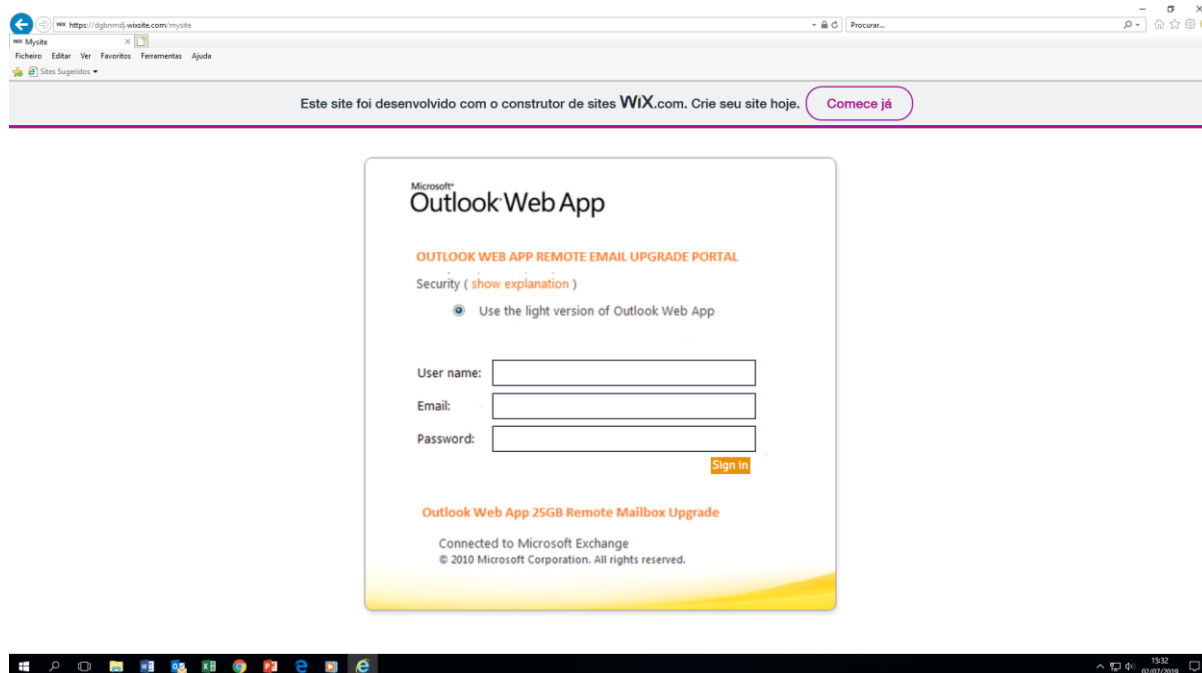 https://dgbnmdj.wixsite.com/mysite
Procurar...
WiX Mysite
Ficheiro Editar Ver Favoritos Ferramentas Ajuda
Sites Sugeridos
Este site foi desenvolvido com o construtor de sites WiX.com. Crie seu site hoje. Comece já
Microsoft
Outlook Web App
OUTLOOK WEB APP REMOTE EMAIL UPGRADE PORTAL
Security ( show explanation )
Use the light version of Outlook Web App
User name:
Email:
Password:
Sign in
Outlook Web App 25GB Remote Mailbox Upgrade
Connected to Microsoft Exchange
© 2010 Microsoft Corporation. All rights reserved.
15:32
02/07/2019